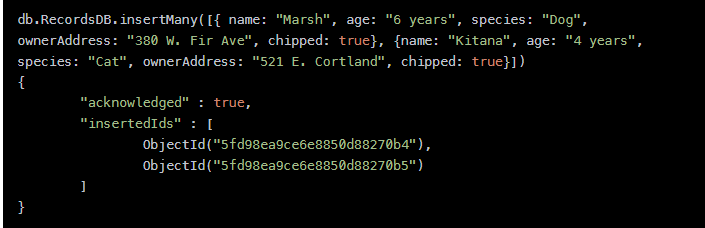 db.RecordsDB.insertMany([{ name: "Marsh", age: "6 years", species: "Dog",
ownerAddress: "380 W. Fir Ave", chipped: true}, {name: "Kitana", age: "4 years",
species: "Cat", ownerAddress: "521 E. Cortland", chipped: true}])
{
        "acknowledged" : true,
        "insertedIds" : [
                ObjectId("5fd98ea9ce6e8850d88270b4"),
                ObjectId("5fd98ea9ce6e8850d88270b5")
        ]
}